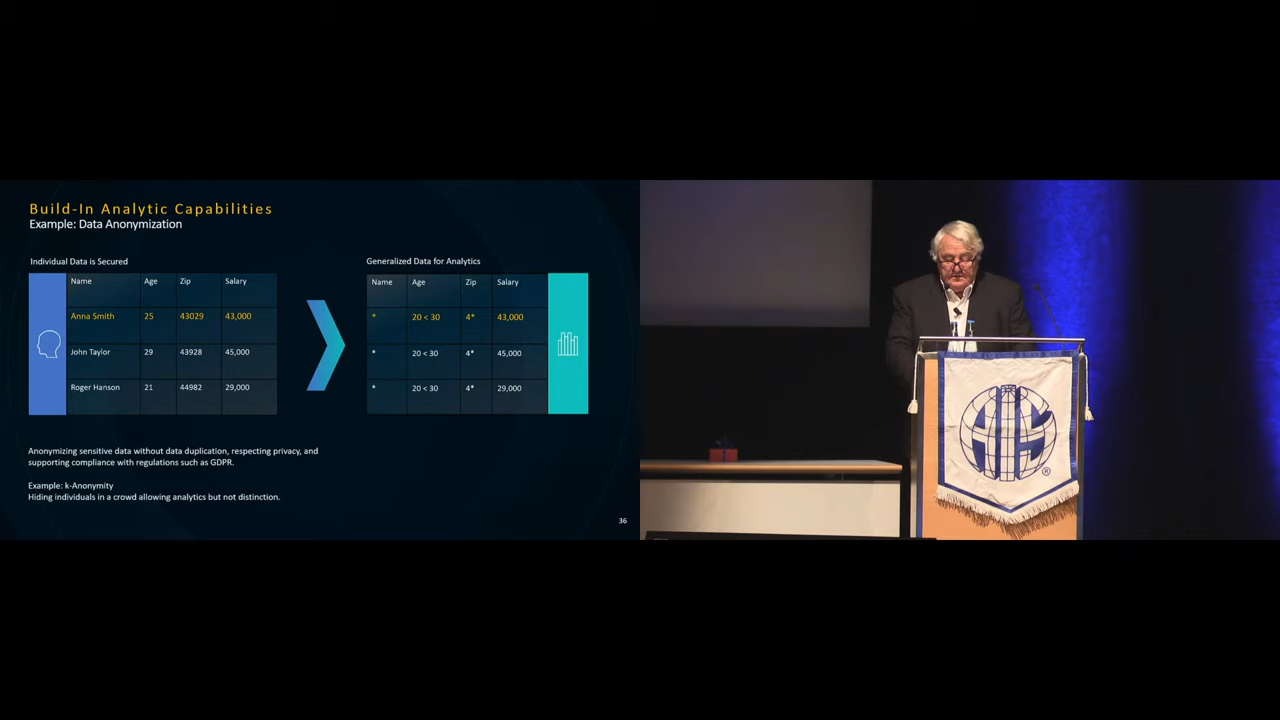 Build-In Analytic Capabilities
Example: Data Anonymization
Individual Data is Secured
Name Age Zip Salary
Anna Smith 25 43029 43,000
John Taylor 29 43928 45,000
Roger Hanson 21 44982 29,000
Generalized Data for Analytics
Name Age Zip Salary
* 20 < 30 4* 43,000
* 20 < 30 4* 45,000
* 20 < 30 4* 29,000
Anonymizing sensitive data without data duplication, respecting privacy, and
supporting compliance with regulations such as GDPR.
Example: k-Anonymity
Hiding individuals in a crowd allowing analytics but not distinction.
36
®